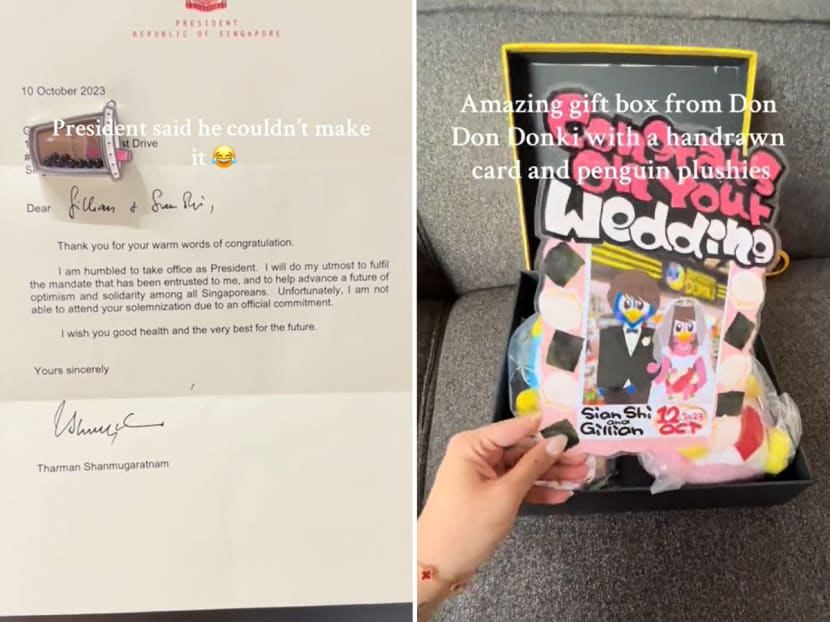 PRESIDENT
REPUBLIC OF SINGAPORE
10 October 2023
President said he couldn't make
it 😂
st Drive
Dear Gillian & Sian Shi,
Thank you for your warm words of congratulation.
I am humbled to take office as President. I will do my utmost to fulfil
the mandate that has been entrusted to me, and to help advance a future of
optimism and solidarity among all Singaporeans. Unfortunately, I am not
able to attend your solemnization due to an official commitment.
I wish you good health and the very best for the future.
Yours sincerely
Tharman Shanmugaratnam
Amazing gift box from Don
Don Donki with a handrawn
card and penguin plushies
Congrats
On Your
Wedding
Sian Shi
and
Gillian
12 2023
OCT